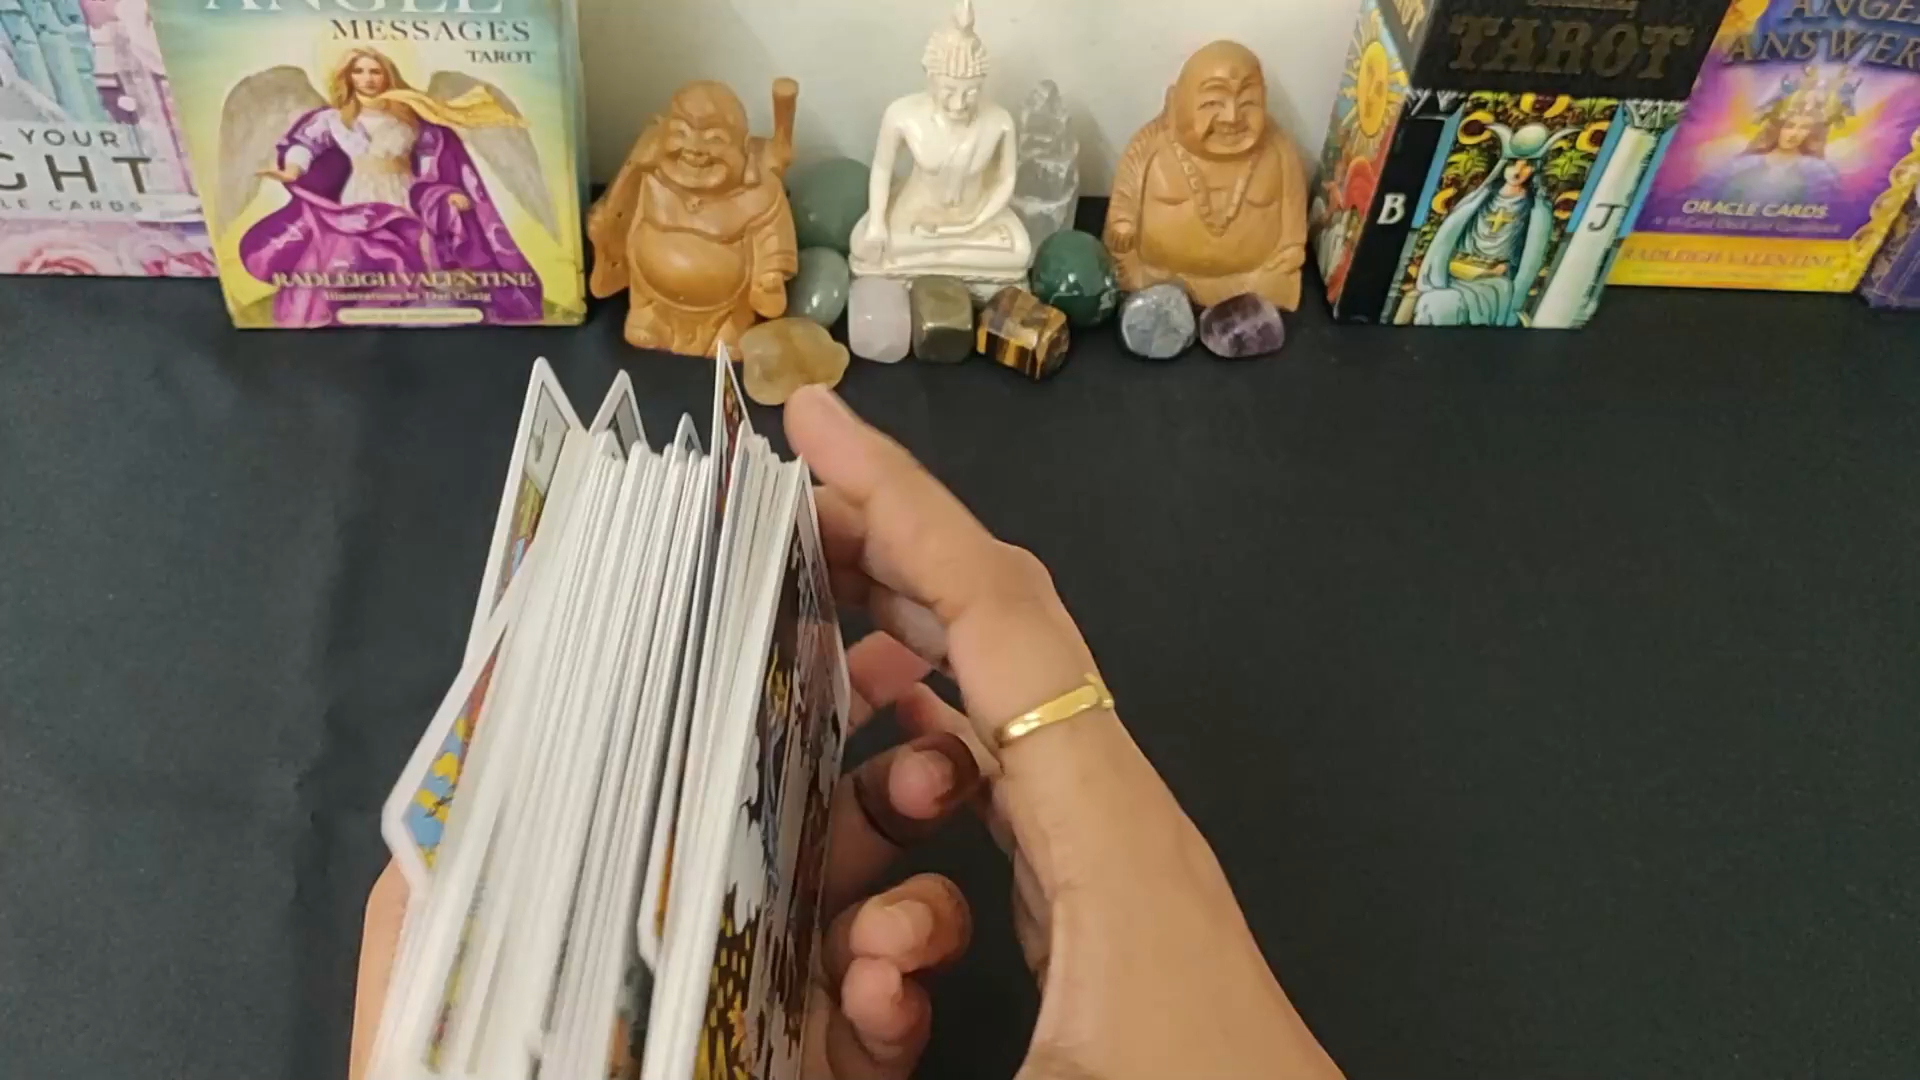 YOUR
GHT
LE CARDS
ANGEL
MESSAGES
TAROT
RADLEIGH VALENTINE
Illustrations by Dan Craig
TAROT
B
J
ANGEL
ANSWER
ORACLE CARDS
RADLEIGH VALENTINE